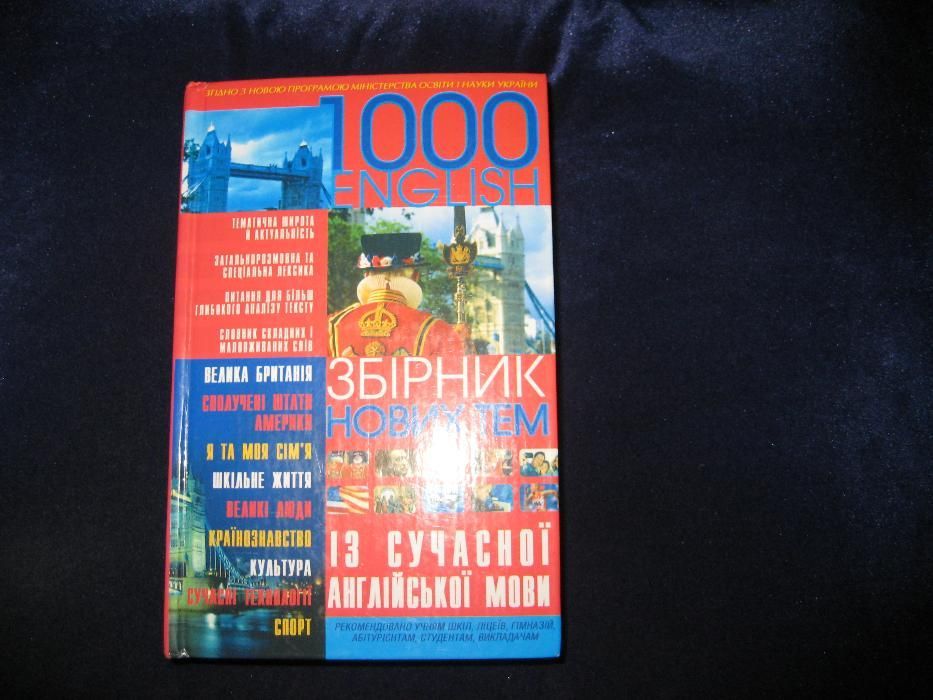 ЗГІДНО З НОВОЮ ПРОГРАМОЮ МІНІСТЕРСТВА ОСВІТИ І НАУКИ УКРАЇНИ
1000
ENGLISH
ТЕМАТИЧНА ШИРОТА
Й АКТУАЛЬНІСТЬ
ЗАГАЛЬНОРОЗМОВНА ТА
СПЕЦІАЛЬНА ЛЕКСИКА
ПИТАННЯ ДЛЯ БІЛЬШ
ГЛИБОКОГО АНАЛІЗУ ТЕКСТУ
СЛОВНИК СКЛАДНИХ І
МАЛОВЖИВАНИХ СЛІВ
ВЕЛИКА БРИТАНІЯ
СПОЛУЧЕНІ ШТАТИ
АМЕРИКИ
Я ТА МОЯ СІМ'Я
ШКІЛЬНЕ ЖИТТЯ
ВЕЛИКІ ЛЮДИ
КРАЇНОЗНАВСТВО
КУЛЬТУРА
СУЧАСНІ ТЕХНОЛОГІЇ
СПОРТ
ЗБІРНИК
НОВИХ ТЕМ
ІЗ СУЧАСНОЇ
АНГЛІЙСЬКОЇ МОВИ
РЕКОМЕНДОВАНО УЧНЯМ ШКІЛ, ЛІЦЕЇВ, ГІМНАЗІЙ,
АБІТУРІЄНТАМ, СТУДЕНТАМ, ВИКЛАДАЧАМ